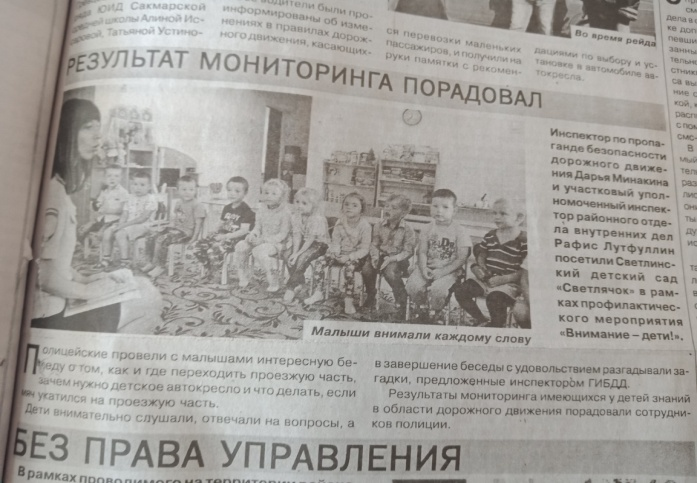 ЮИД Сакмарской
школы Алиной Ис-
Татьяной Устино-
водители были про-
информированы об изме-
нениях в правилах дорож-
ного движения, касающих-
ся перевозки маленьких
пассажиров, и получили на
руки памятки с рекомен-
Во время рейда
дациями по выбору и ус-
тановке в автомобиле ав-
токресла.
РЕЗУЛЬТАТ МОНИТОРИНГА ПОРАДОВАЛ
Инспектор по пропа-
ганде безопасности
дорожного движе-
ния Дарья Минакина
и участковый упол-
номоченный инспек-
тор районного отде-
ла внутренних дел
Рафис Лутфуллин
посетили Светлин-
ский детский сад
«Светлячок» в рам-
ках профилактичес-
кого мероприятия
«Внимание – дети!».
Малыши внимали каждому слову
Полицейские провели с малышами интересную бе-
седу о том, как и где переходить проезжую часть,
зачем нужно детское автокресло и что делать, если
мяч укатился на проезжую часть.
Дети внимательно слушали, отвечали на вопросы, а
в завершение беседы с удовольствием разгадывали за-
гадки, предложенные инспектором ГИБДД.
Результаты мониторинга имеющихся у детей знаний
в области дорожного движения порадовали сотрудни-
ков полиции.
БЕЗ ПРАВА УПРАВЛЕНИЯ
В рамках проводимого на территории